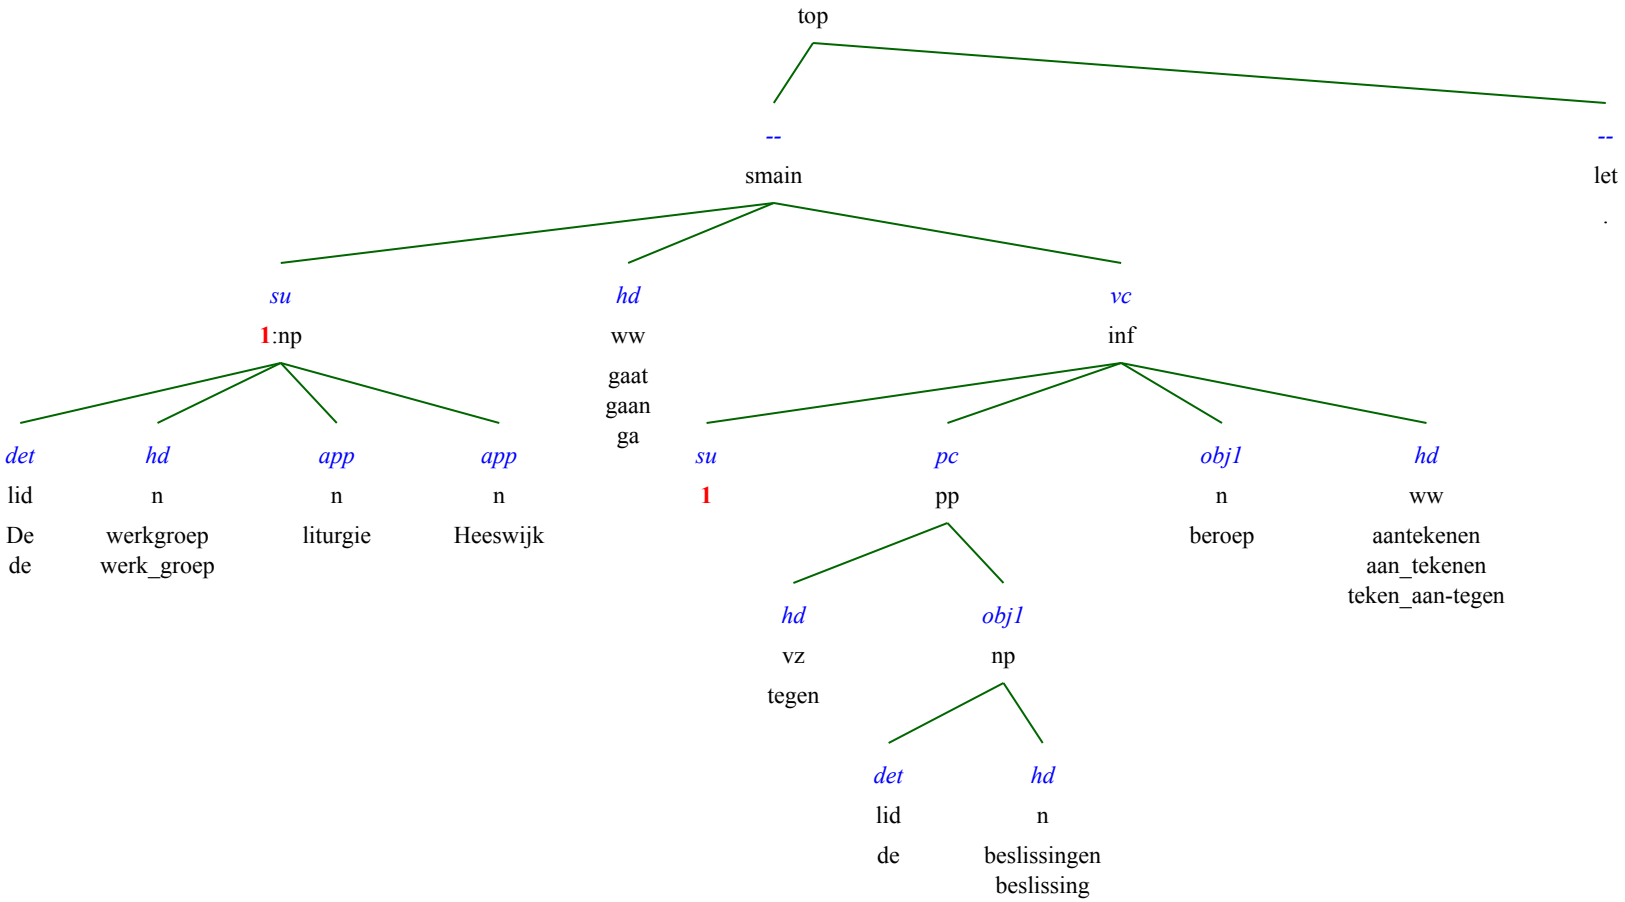 top
-- --
smain let
.
su hd vc
1:np ww inf
gaat
gaan
ga
det hd app app su pc obj1 hd
lid n n n 1 pp n ww
De werkgroep liturgie Heeswijk beroep aantekenen
de werk_groep aan_tekenen
teken_aan-tegen
hd obj1
vz np
tegen
det hd
lid n
de beslissingen
beslissing